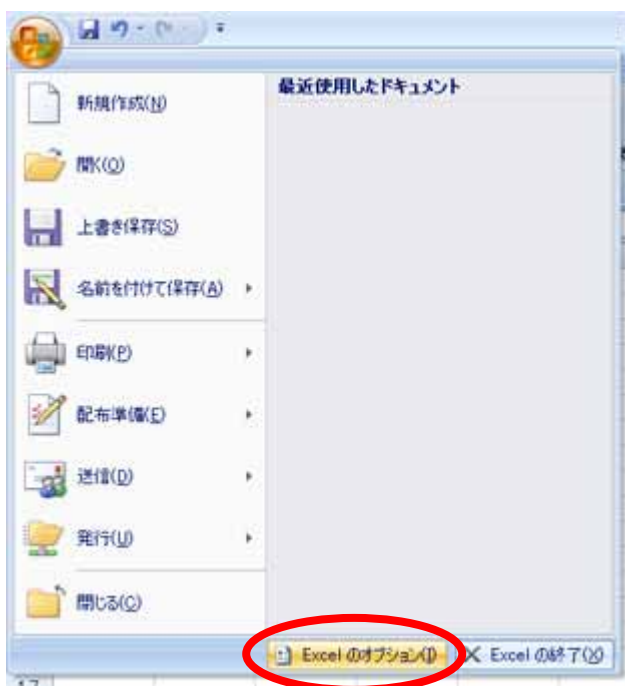 最近使用したドキュメント
新規作成(N)
開く(O)
上書き保存(S)
名前を付けて保存(A)
印刷(P)
配布準備(E)
送信(D)
発行(U)
閉じる(C)
Excel のオプション(I) Excel の終了(X)
17